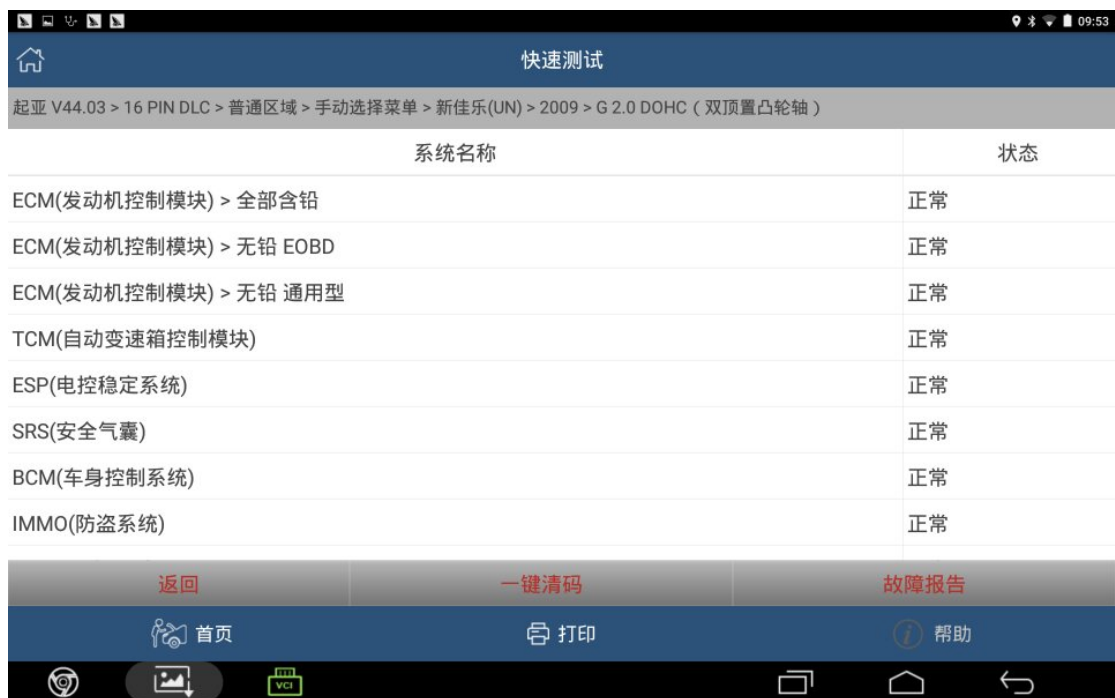 09:53
快速测试
起亚 V44.03 > 16 PIN DLC > 普通区域 > 手动选择菜单 > 新佳乐(UN) > 2009 > G 2.0 DOHC ( 双顶置凸轮轴 )
系统名称 状态
ECM(发动机控制模块) > 全部含铅 正常
ECM(发动机控制模块) > 无铅 EOBD 正常
ECM(发动机控制模块) > 无铅 通用型 正常
TCM(自动变速箱控制模块) 正常
ESP(电控稳定系统) 正常
SRS(安全气囊) 正常
BCM(车身控制系统) 正常
IMMO(防盗系统) 正常
返回 一键清码 故障报告
首页 打印 帮助
VCI